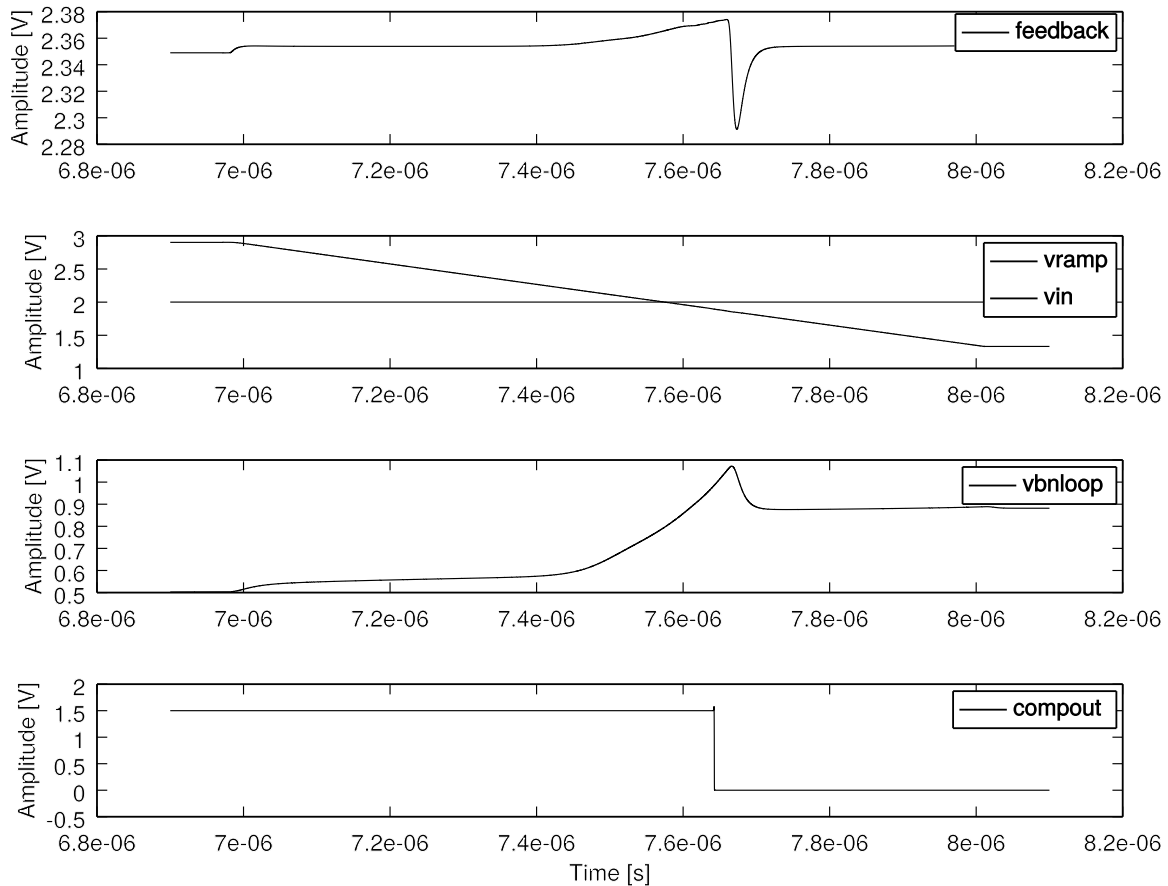 Amplitude [V]
2.38
2.36
2.34
2.32
2.3
2.28
feedback
6.8e-06 7e-06 7.2e-06 7.4e-06 7.6e-06 7.8e-06 8e-06 8.2e-06
Amplitude [V]
3
2.5
2
1.5
1
vramp
vin
6.8e-06 7e-06 7.2e-06 7.4e-06 7.6e-06 7.8e-06 8e-06 8.2e-06
Amplitude [V]
1.1
1
0.9
0.8
0.7
0.6
0.5
vbnloop
6.8e-06 7e-06 7.2e-06 7.4e-06 7.6e-06 7.8e-06 8e-06 8.2e-06
Amplitude [V]
2
1.5
1
0.5
0
-0.5
compout
6.8e-06 7e-06 7.2e-06 7.4e-06 7.6e-06 7.8e-06 8e-06 8.2e-06
Time [s]